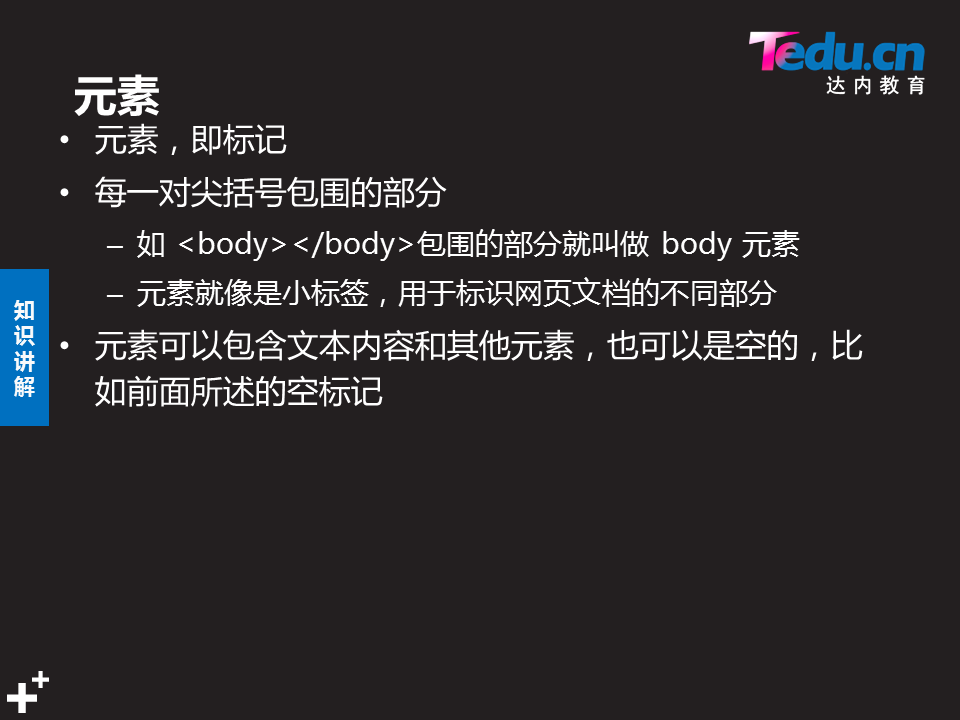 Tedu.cn
达内教育
元素
• 元素，即标记
• 每一对尖括号包围的部分
– 如 <body></body>包围的部分就叫做 body 元素
– 元素就像是小标签，用于标识网页文档的不同部分
• 元素可以包含文本内容和其他元素，也可以是空的，比
如前面所述的空标记
知
识
讲
解